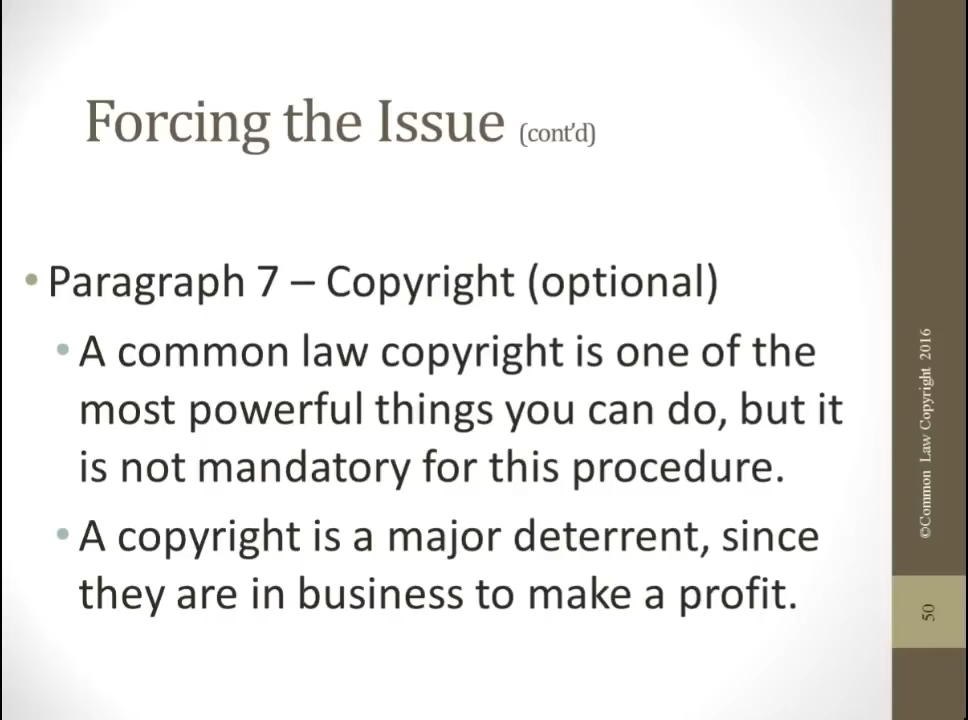 Forcing the Issue (cont'd)
• Paragraph 7 – Copyright (optional)
• A common law copyright is one of the
most powerful things you can do, but it
is not mandatory for this procedure.
• A copyright is a major deterrent, since
they are in business to make a profit.
©Common Law Copyright 2016
50